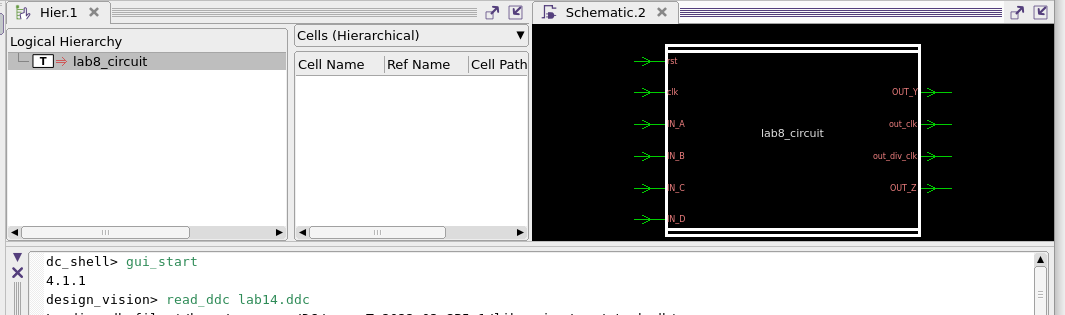 Hier.1
Schematic.2
Logical Hierarchy
T lab8_circuit
Cells (Hierarchical)
Cell Name Ref Name Cell Path
rst
clk
IN_A
IN_B
IN_C
IN_D
lab8_circuit
OUT_Y
out_clk
out_div_clk
OUT_Z
dc_shell> gui_start
4.1.1
design_vision> read_ddc lab14.ddc